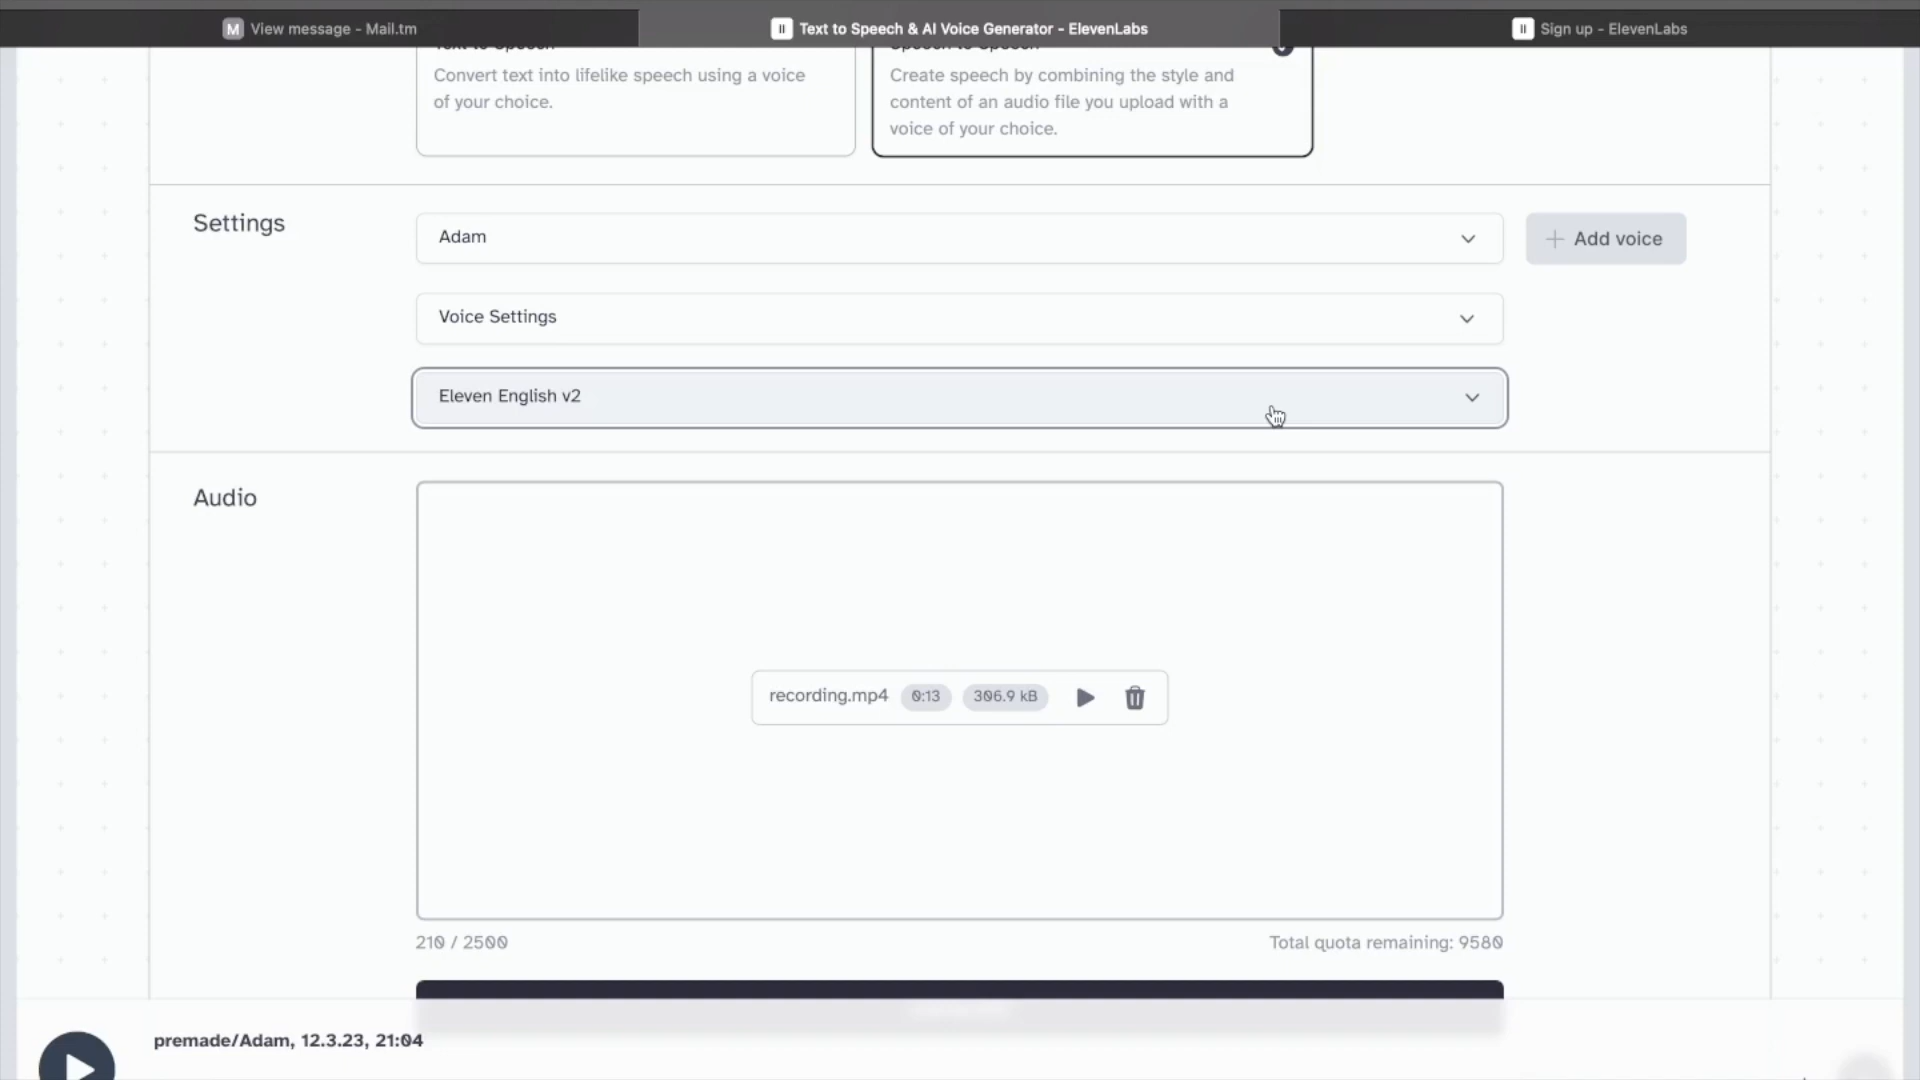 View message - Mail.tm
Text to Speech & AI Voice Generator - ElevenLabs
Sign up - ElevenLabs
Text to Speech
Convert text into lifelike speech using a voice
of your choice.
Speech to Speech
Create speech by combining the style and
content of an audio file you upload with a
voice of your choice.
Settings
Adam
Add voice
Voice Settings
Eleven English v2
Audio
recording.mp4 0:13 306.9 kB
210 / 2500
Total quota remaining: 9580
premade/Adam, 12.3.23, 21:04